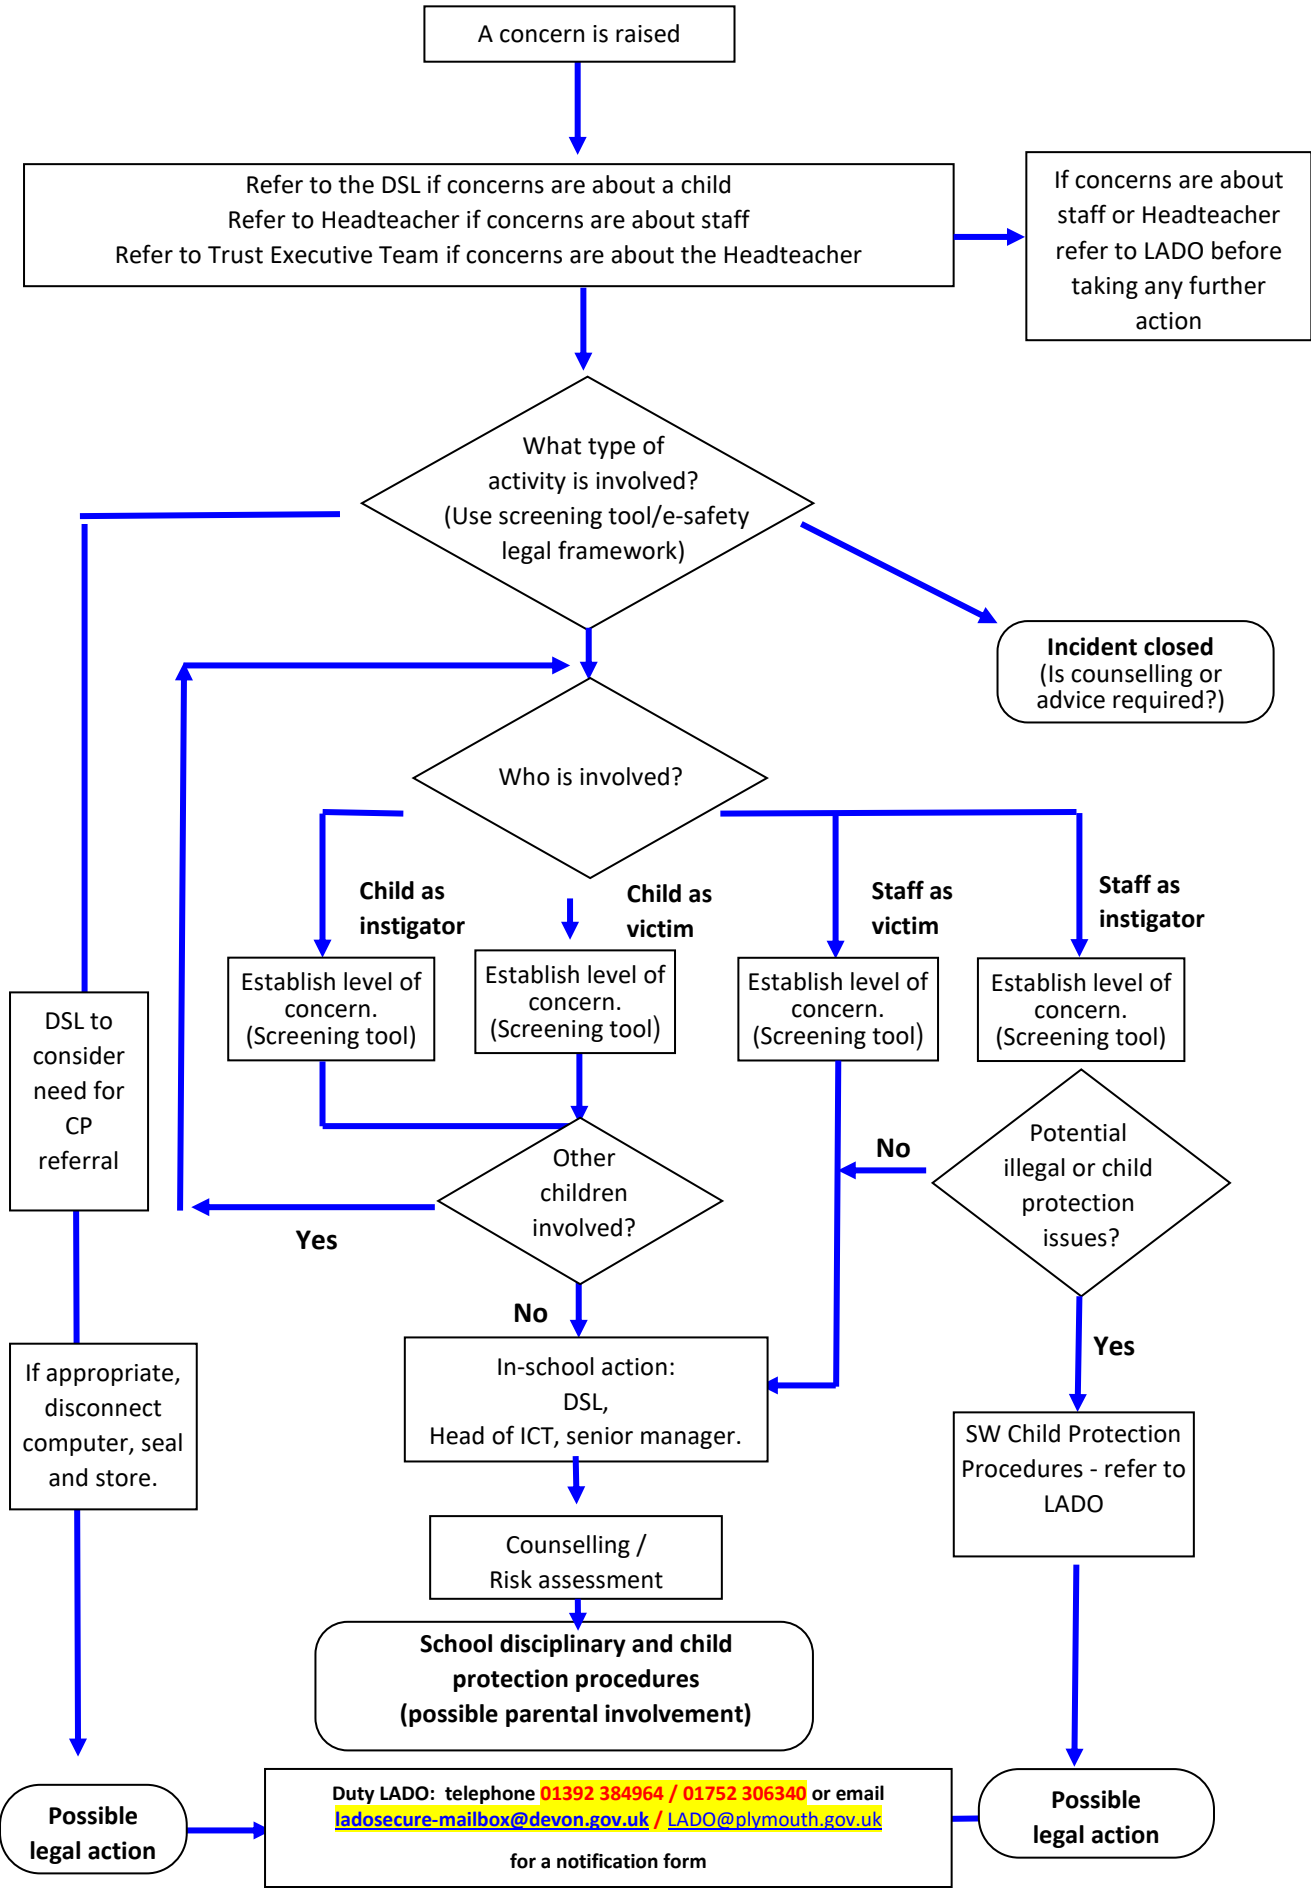 A concern is raised
Refer to the DSL if concerns are about a child
Refer to Headteacher if concerns are about staff
Refer to Trust Executive Team if concerns are about the Headteacher
If concerns are about
staff or Headteacher
refer to LADO before
taking any further
action
What type of
activity is involved?
(Use screening tool/e-safety
legal framework)
Incident closed
(Is counselling or
advice required?)
Who is involved?
Child as
instigator
Child as
victim
Staff as
victim
Staff as
instigator
Establish level of
concern.
(Screening tool)
Establish level of
concern.
(Screening tool)
Establish level of
concern.
(Screening tool)
Establish level of
concern.
(Screening tool)
DSL to
consider
need for
CP
referral
Other
children
involved?
Yes
No
Potential
illegal or child
protection
issues?
No
Yes
If appropriate,
disconnect
computer, seal
and store.
In-school action:
DSL,
Head of ICT, senior manager.
SW Child Protection
Procedures - refer to
LADO
Counselling /
Risk assessment
School disciplinary and child
protection procedures
(possible parental involvement)
Possible
legal action
Duty LADO: telephone 01392 384964 / 01752 306340 or email
ladosecure-mailbox@devon.gov.uk / LADO@plymouth.gov.uk
for a notification form
Possible
legal action